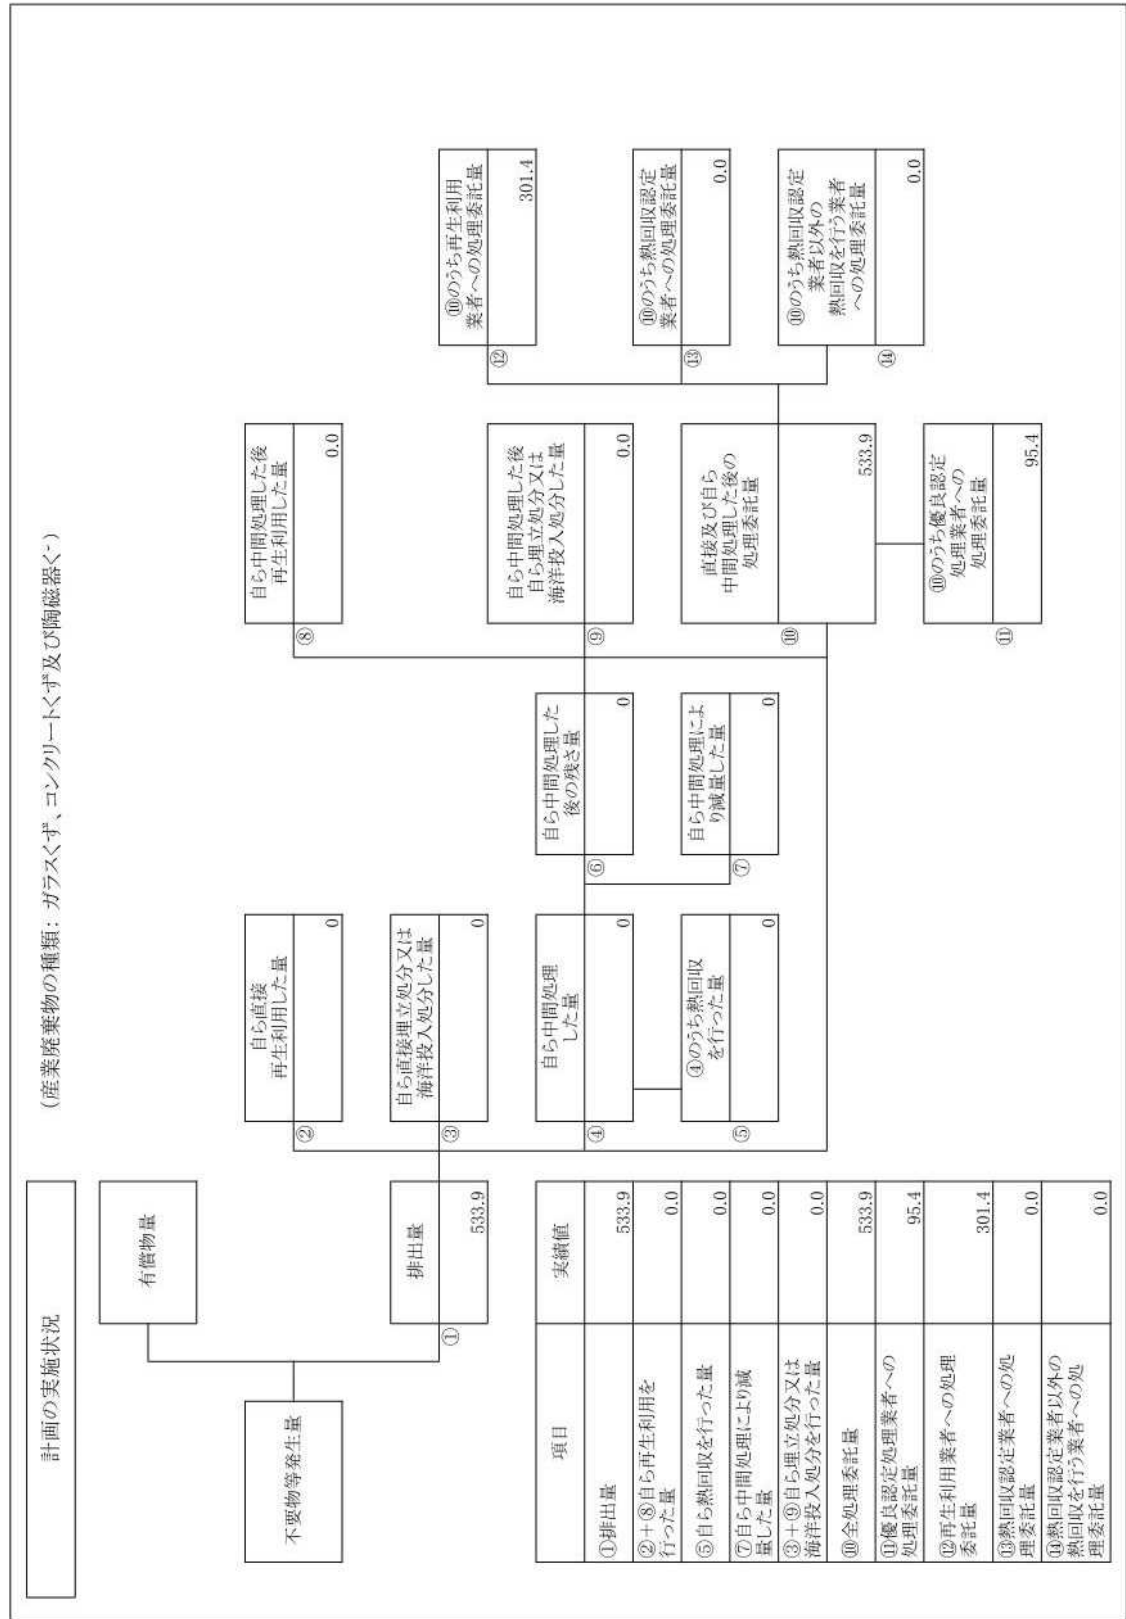 計画の実施状況
(産業廃棄物の種類: ガラスくず、コンクリートくず及び陶磁器く)
不要物等発生量
有償物量
①
排出量
533.9
②
自ら直接
再生利用した量
0
③
自ら直接埋立処分又は
海洋投入処分した量
0
④
自ら中間処理
した量
0
⑤
④のうち熱回収
を行った量
0
⑥
自ら中間処理した
後の残さ量
0
⑦
自ら中間処理によ
り減量した量
0
⑧
自ら中間処理した後
再生利用した量
0.0
⑨
自ら中間処理した後
自ら埋立処分又は
海洋投入処分した量
0.0
⑩
直接及び自ら
中間処理した後の
処理委託量
533.9
⑪
⑩のうち優良認定
処理業者への
処理委託量
95.4
⑫
⑩のうち再生利用
業者への処理委託量
301.4
⑬
⑩のうち熱回収認定
業者への処理委託量
0.0
⑭
⑩のうち熱回収認定
業者以外の
熱回収を行う業者
への処理委託量
0.0
項目 実績値
①排出量 533.9
②+⑧自ら再生利用を
行った量 0.0
⑤自ら熱回収を行った量 0.0
⑦自ら中間処理により減
量した量 0.0
③+⑨自ら埋立処分又は
海洋投入処分を行った量 0.0
⑩全処理委託量 533.9
⑪優良認定処理業者への
処理委託量 95.4
⑫再生利用業者への処理
委託量 301.4
⑬熱回収認定業者への処
理委託量 0.0
⑭熱回収認定業者以外の
熱回収を行う業者への処
理委託量 0.0